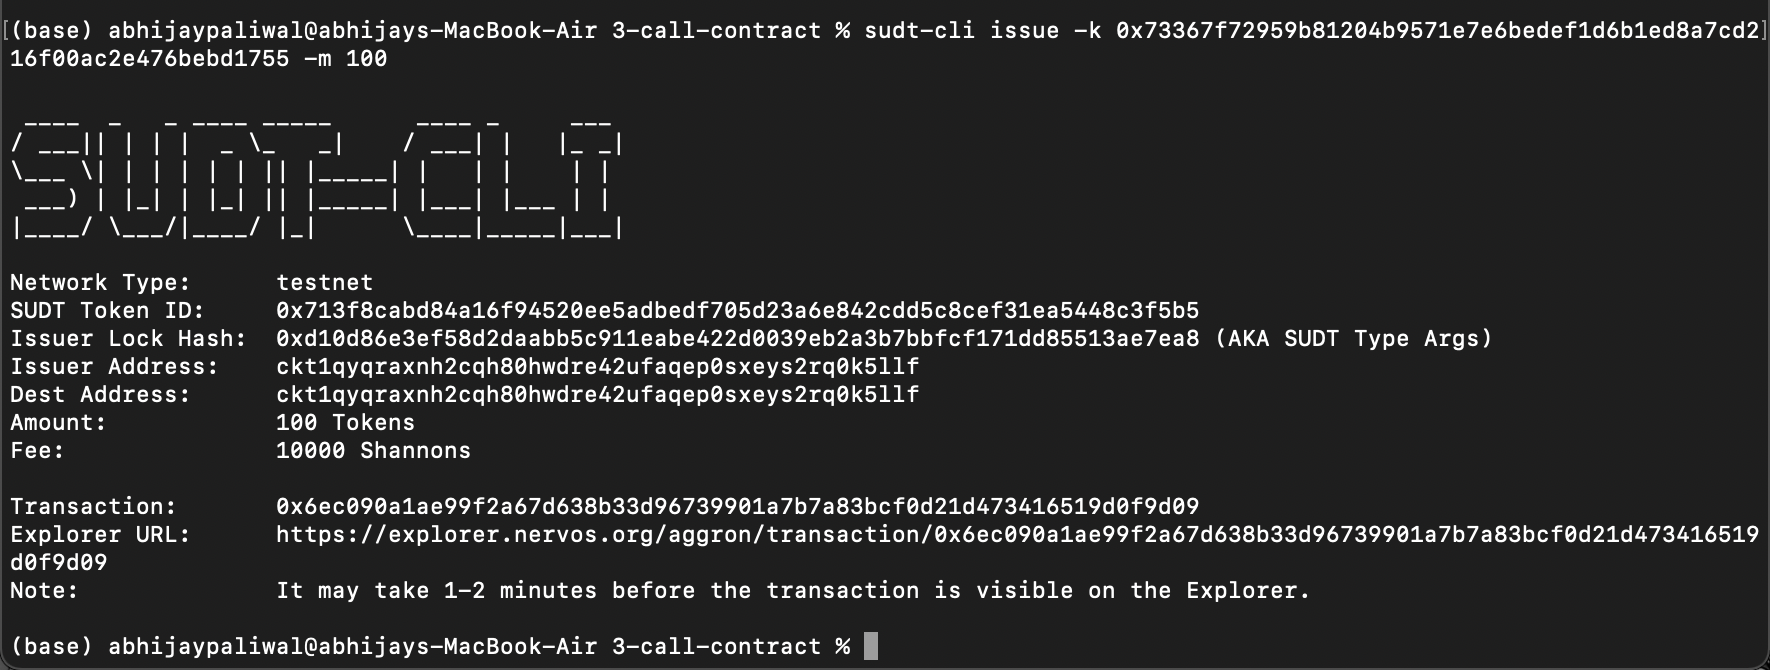 (base) abhijaypaliwal@abhijays-MacBook-Air 3-call-contract % sudt-cli issue -k 0x73367f72959b81204b9571e7e6bedef1d6b1ed8a7cd2
16f00ac2e476bebd1755 -m 100
 ____  _   _ ____ _____      ____ _     ___
/ ___|| | | |  _ \_   _|    / ___| |   |_ _|
\___ \| | | | | | || |_____| |   | |    | |
 ___) | |_| | |_| || |_____| |___| |___ | |
|____/ \___/|____/ |_|      \____|_____|___|
Network Type:      testnet
SUDT Token ID:     0x713f8cabd84a16f94520ee5adbedf705d23a6e842cdd5c8cef31ea5448c3f5b5
Issuer Lock Hash:  0xd10d86e3ef58d2daabb5c911eabe422d0039eb2a3b7bbfcf171dd85513ae7ea8 (AKA SUDT Type Args)
Issuer Address:    ckt1qyqraxnh2cqh80hwdre42ufaqep0sxeys2rq0k5llf
Dest Address:      ckt1qyqraxnh2cqh80hwdre42ufaqep0sxeys2rq0k5llf
Amount:            100 Tokens
Fee:               10000 Shannons
Transaction:       0x6ec090a1ae99f2a67d638b33d96739901a7b7a83bcf0d21d473416519d0f9d09
Explorer URL:      https://explorer.nervos.org/aggron/transaction/0x6ec090a1ae99f2a67d638b33d96739901a7b7a83bcf0d21d473416519
d0f9d09
Note:              It may take 1-2 minutes before the transaction is visible on the Explorer.
(base) abhijaypaliwal@abhijays-MacBook-Air 3-call-contract %